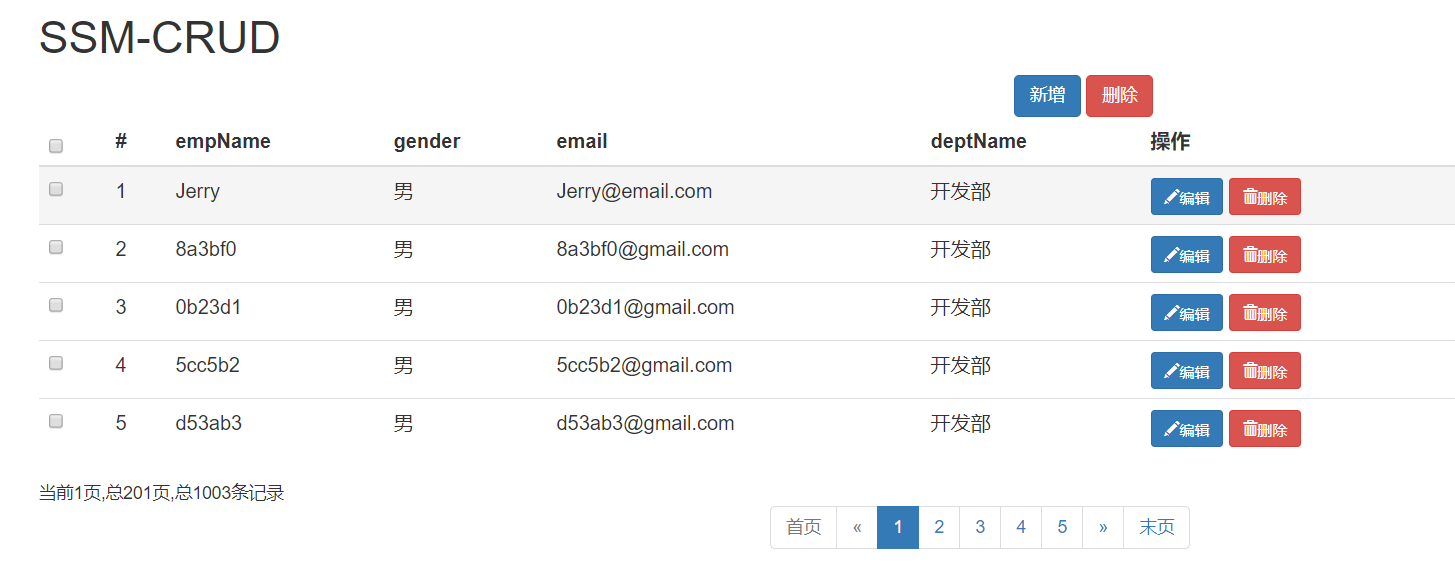 SSM-CRUD
新增 删除
# empName gender email deptName 操作
1 Jerry 男 Jerry@email.com 开发部 编辑 删除
2 8a3bf0 男 8a3bf0@gmail.com 开发部 编辑 删除
3 0b23d1 男 0b23d1@gmail.com 开发部 编辑 删除
4 5cc5b2 男 5cc5b2@gmail.com 开发部 编辑 删除
5 d53ab3 男 d53ab3@gmail.com 开发部 编辑 删除
当前1页,总201页,总1003条记录
首页 « 1 2 3 4 5 » 末页